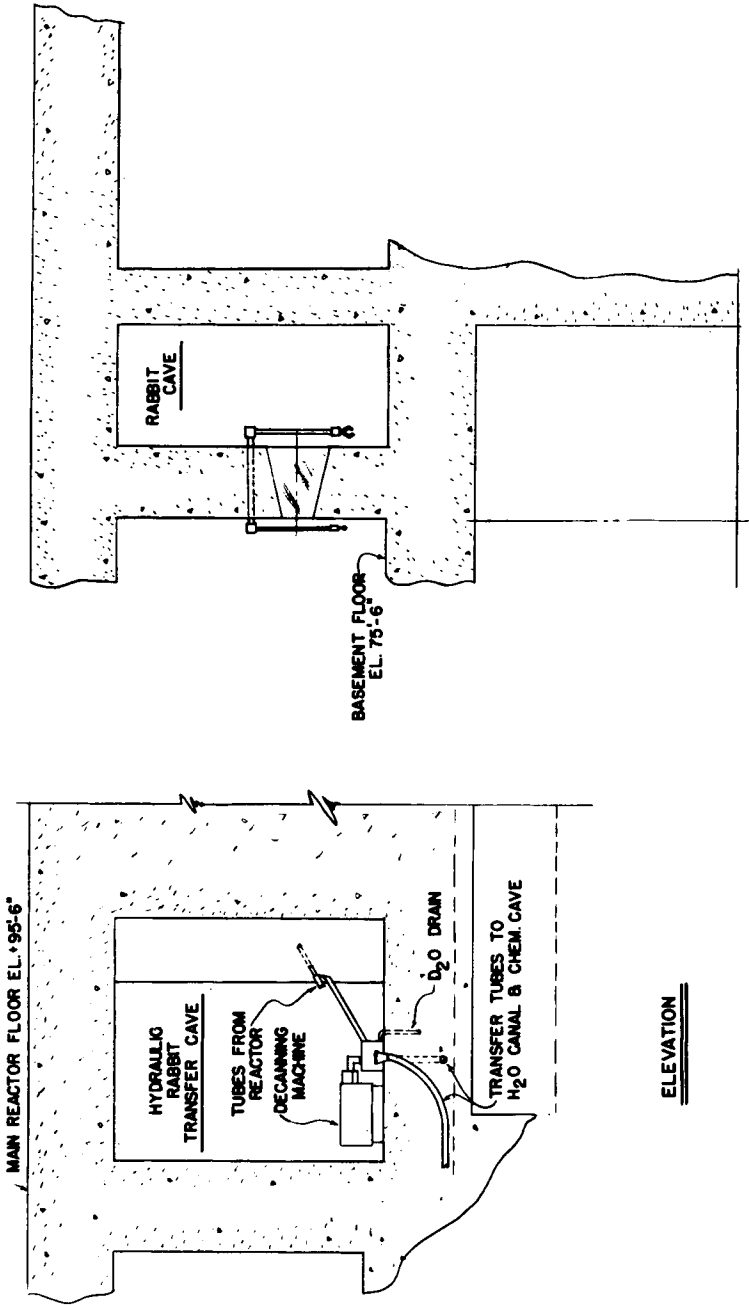 MAIN REACTOR FLOOR EL.+95'-6"
HYDRAULIG
RABBIT
TRANSFER CAVE
TUBES FROM
REACTOR
DECANNING
MACHINE
D₂O DRAIN
TRANSFER TUBES TO
H₂O CANAL & CHEM. CAVE
ELEVATION
RABBIT
CAVE
BASEMENT FLOOR
EL. 75'-6"